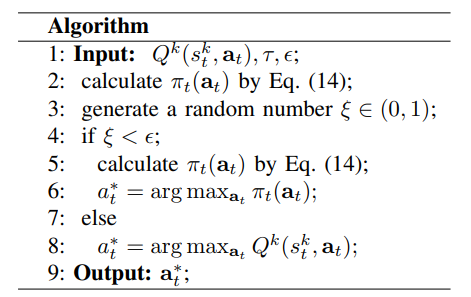 Algorithm
1: Input: Q^k(s_t^k, a_t), τ, ϵ;
2: calculate π_t(a_t) by Eq. (14);
3: generate a random number ξ ∈ (0, 1);
4: if ξ < ϵ;
5: calculate π_t(a_t) by Eq. (14);
6: a_t^* = arg max_{a_t} π_t(a_t);
7: else
8: a_t^* = arg max_{a_t} Q^k(s_t^k, a_t);
9: Output: a_t^*;